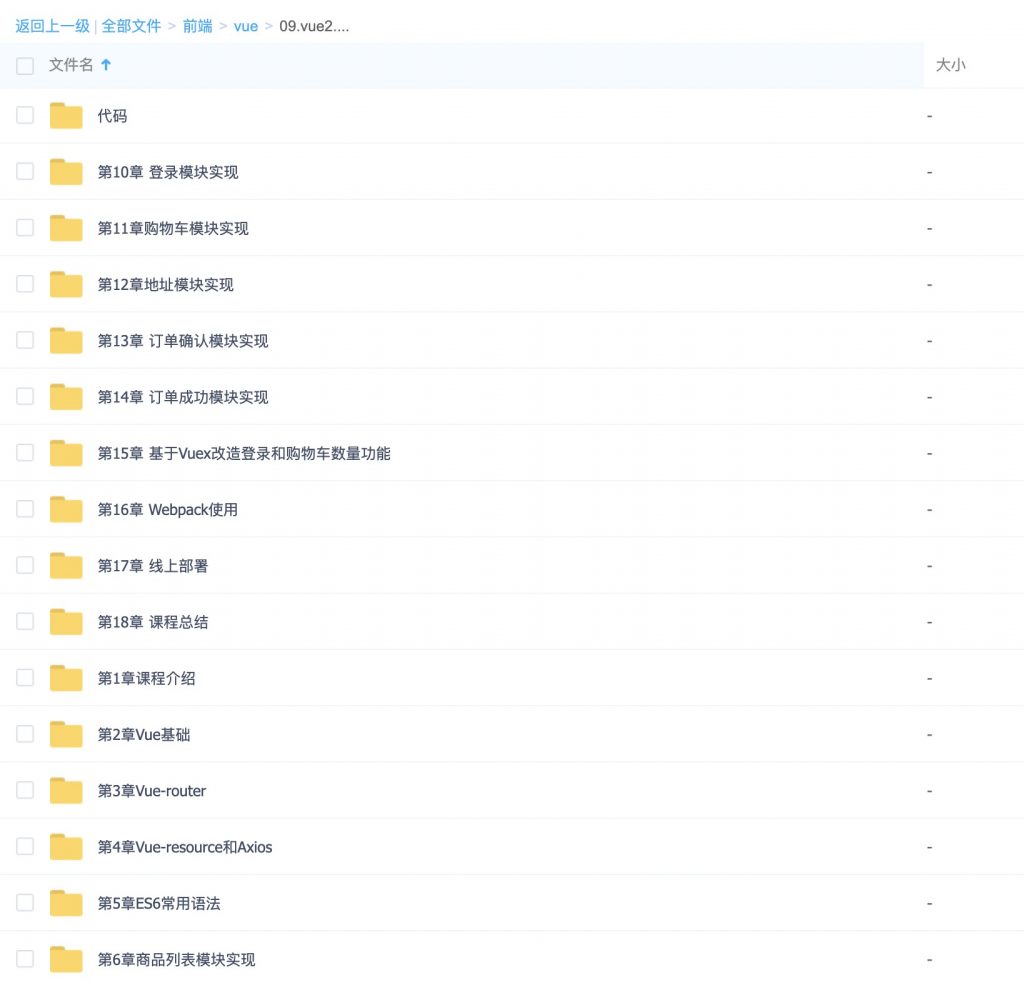 返回上一级 | 全部文件 > 前端 > vue > 09.vue2....
文件名 大小
代码 -
第10章 登录模块实现 -
第11章购物车模块实现 -
第12章地址模块实现 -
第13章 订单确认模块实现 -
第14章 订单成功模块实现 -
第15章 基于Vuex改造登录和购物车数量功能 -
第16章 Webpack使用 -
第17章 线上部署 -
第18章 课程总结 -
第1章课程介绍 -
第2章Vue基础 -
第3章Vue-router -
第4章Vue-resource和Axios -
第5章ES6常用语法 -
第6章商品列表模块实现 -